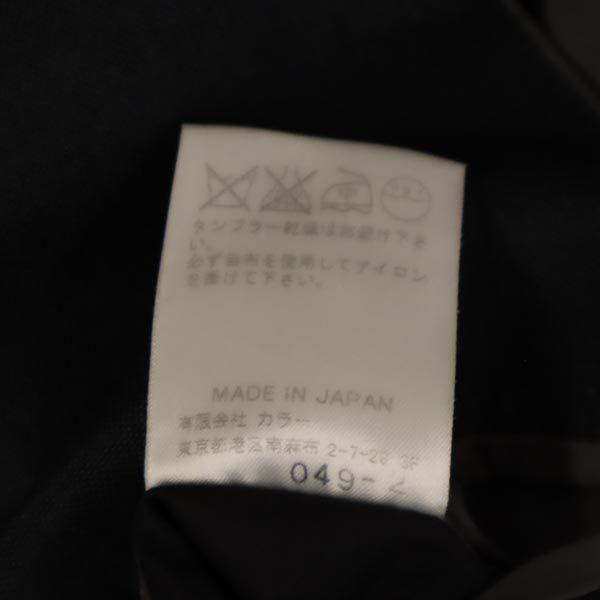 中
タンブラー乾燥はお避け下さ
い。
必ず当布を使用してアイロン
を掛けて下さい。
MADE IN JAPAN
有限会社 カラー
東京都港区南麻布 2-7-28 3F
049-2